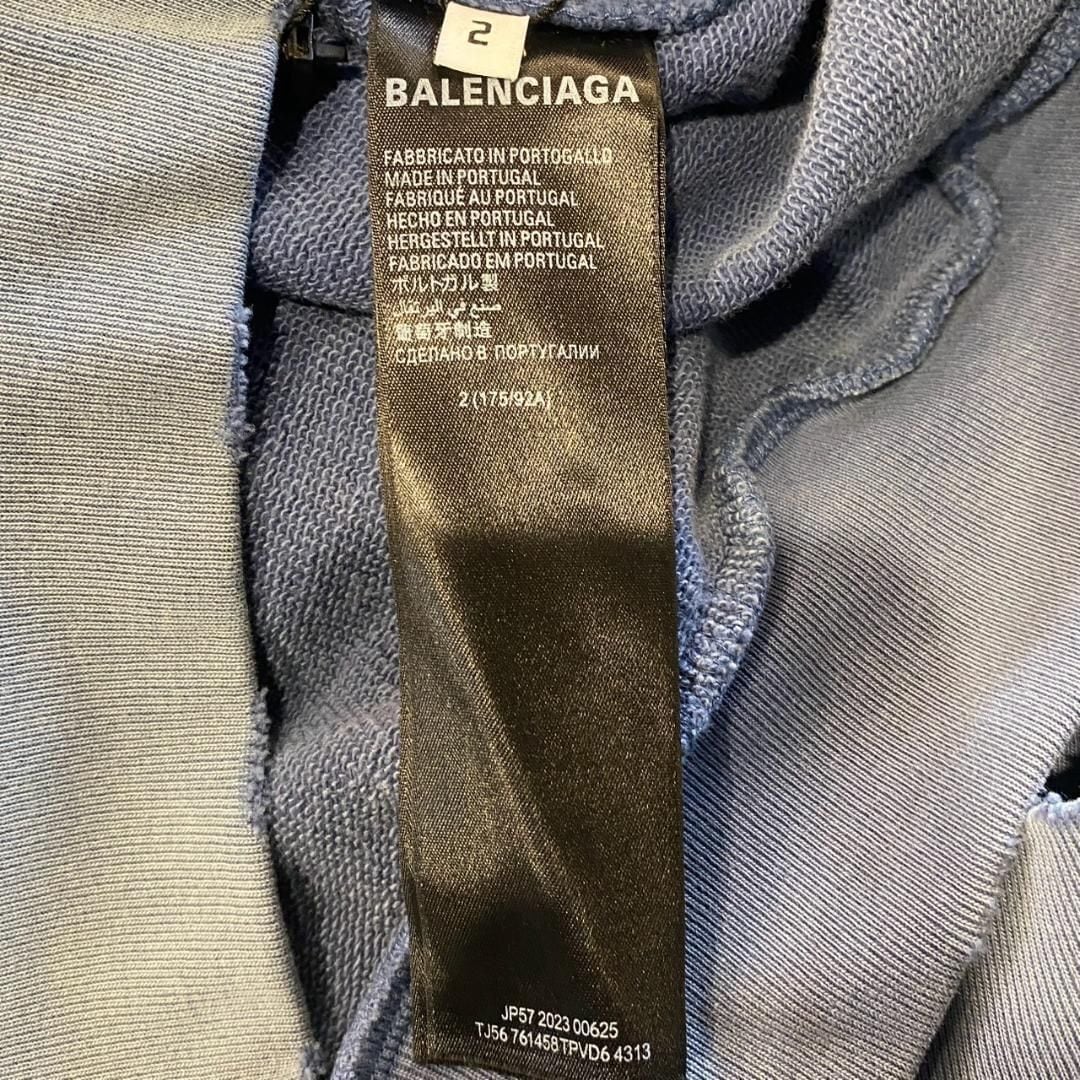 2
BALENCIAGA
FABBRICATO IN PORTOGALLO
MADE IN PORTUGAL
FABRIQUÉ AU PORTUGAL
HECHO EN PORTUGAL
HERGESTELLT IN PORTUGAL
FABRICADO EM PORTUGAL
ポルトガル製
صنع في البرتغال
葡萄牙制造
СДЕЛАНО В ПОРТУГАЛИИ
2 (175/92A)
JP57 2023 00625
TJ56 761458TPVD6 4313